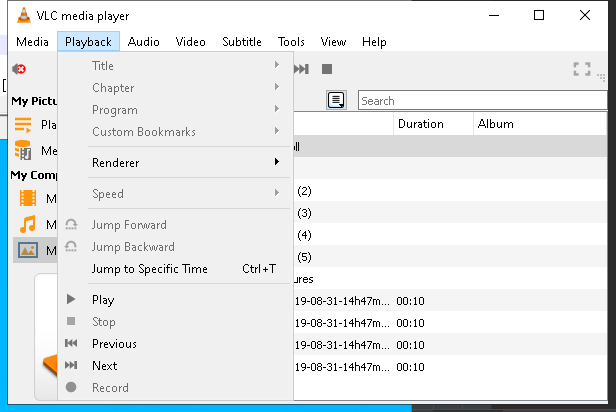 VLC media player
Media Playback Audio Video Subtitle Tools View Help
Title
Chapter
Program
Custom Bookmarks
Renderer
Speed
Jump Forward
Jump Backward
Jump to Specific Time Ctrl+T
Play
Stop
Previous
Next
Record
My Pictu
Pla
Me
My Comp
M
M
M
Search
Duration Album
ll
(2)
(3)
(4)
(5)
ures
19-08-31-14h47m... 00:10
19-08-31-14h47m... 00:10
19-08-31-14h47m... 00:10
19-08-31-14h47m... 00:10